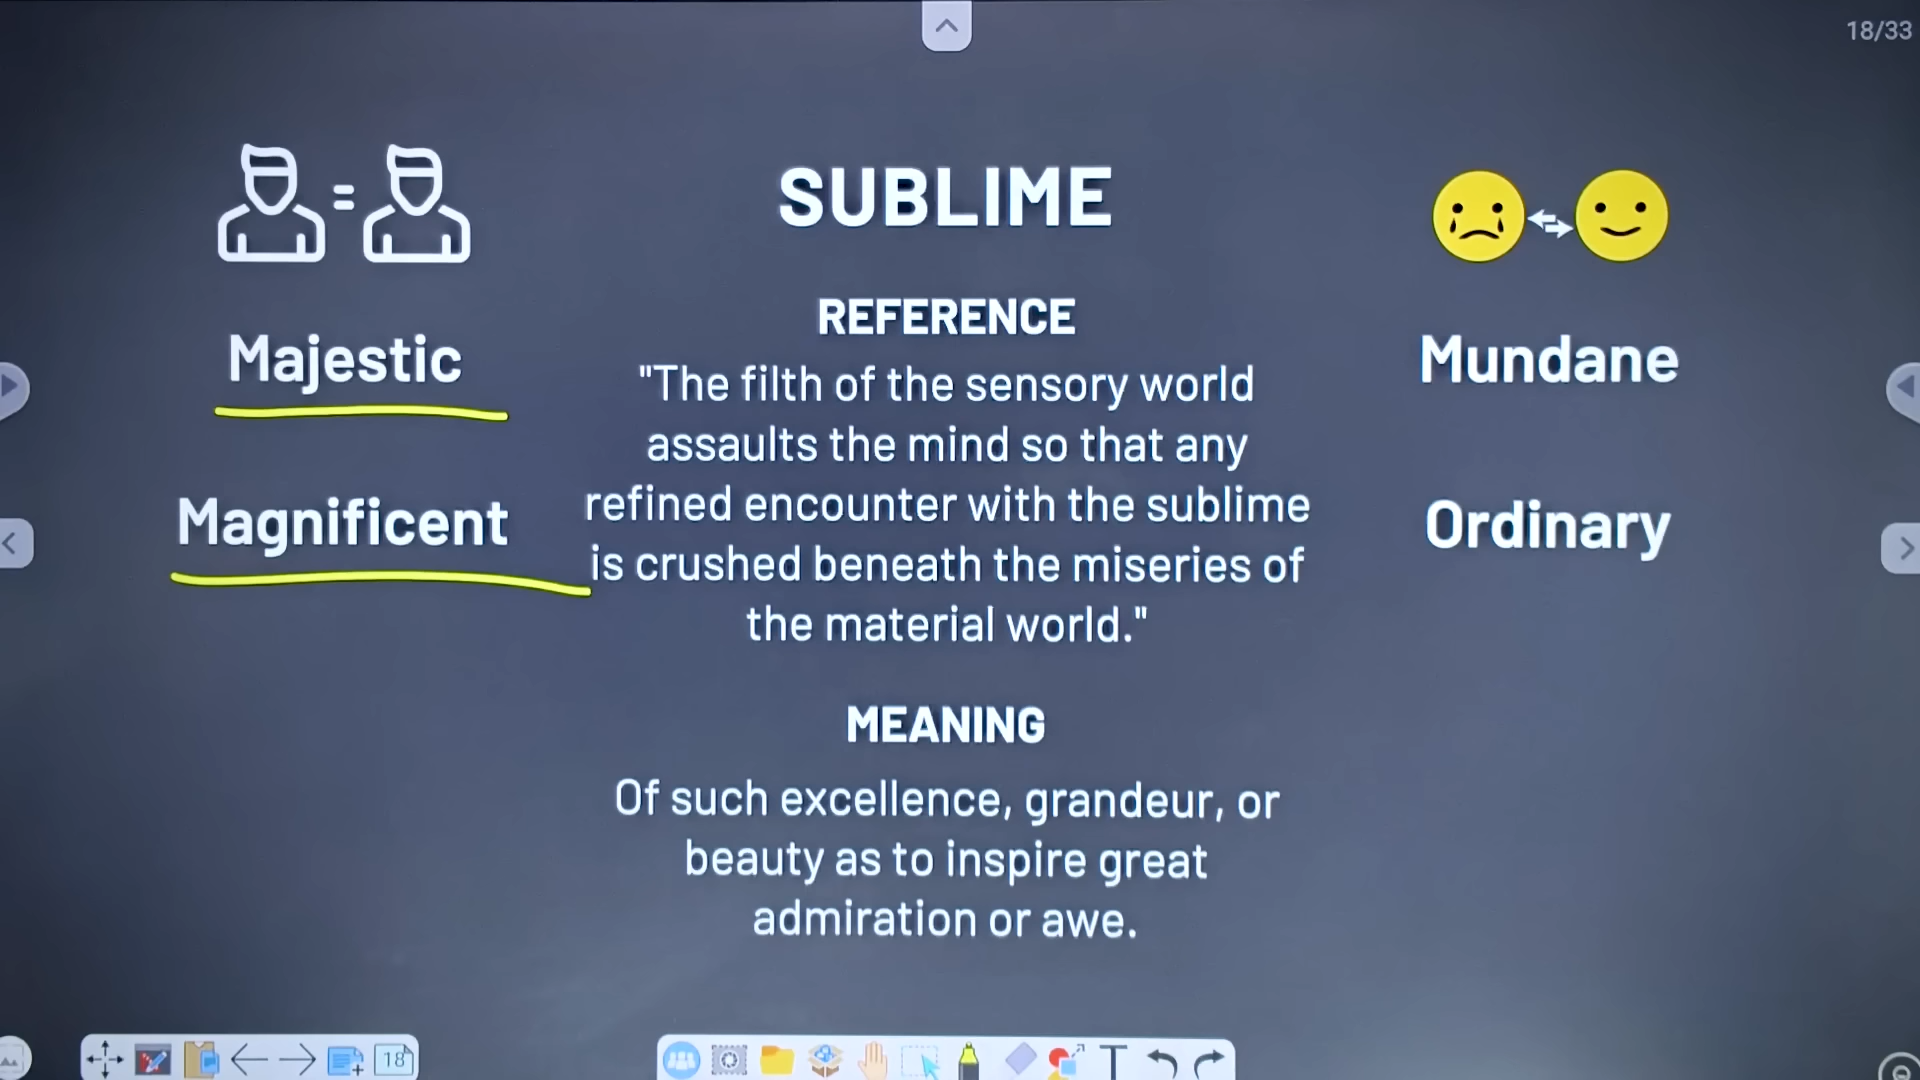 18/33
SUBLIME
Majestic
Magnificent
REFERENCE
"The filth of the sensory world
assaults the mind so that any
refined encounter with the sublime
is crushed beneath the miseries of
the material world."
MEANING
Of such excellence, grandeur, or
beauty as to inspire great
admiration or awe.
Mundane
Ordinary
18
T